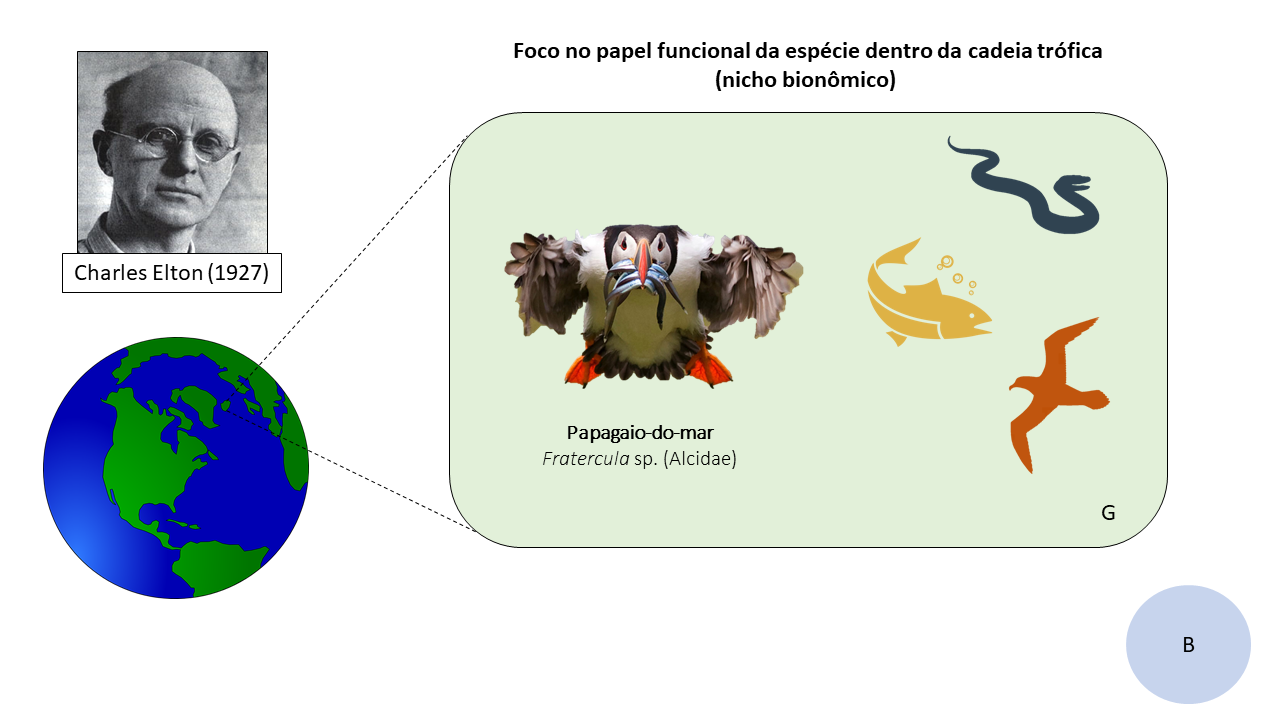 Foco no papel funcional da espécie dentro da cadeia trófica
(nicho bionômico)
Charles Elton (1927)
Papagaio-do-mar
Fratercula sp. (Alcidae)
G
B